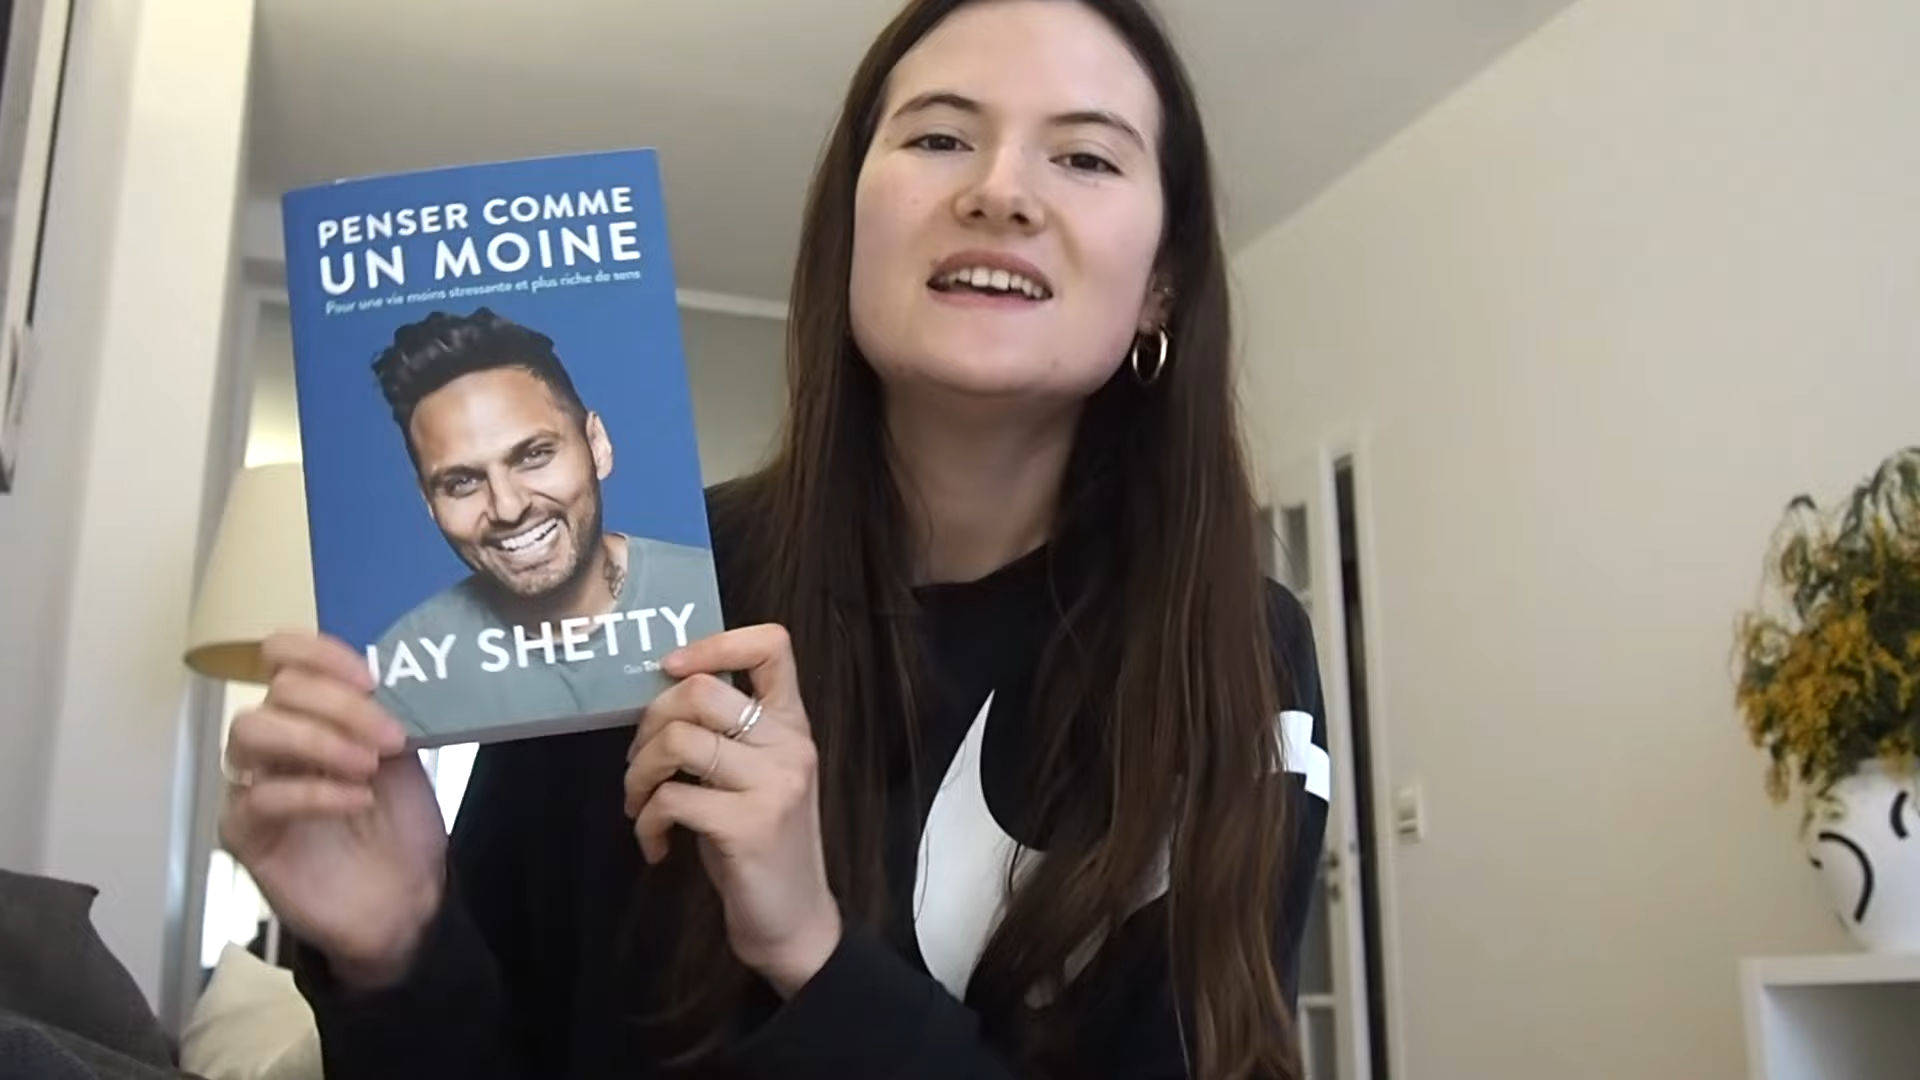 PENSER COMME
UN MOINE
Pour une vie moins stressante et plus riche de sens
JAY SHETTY